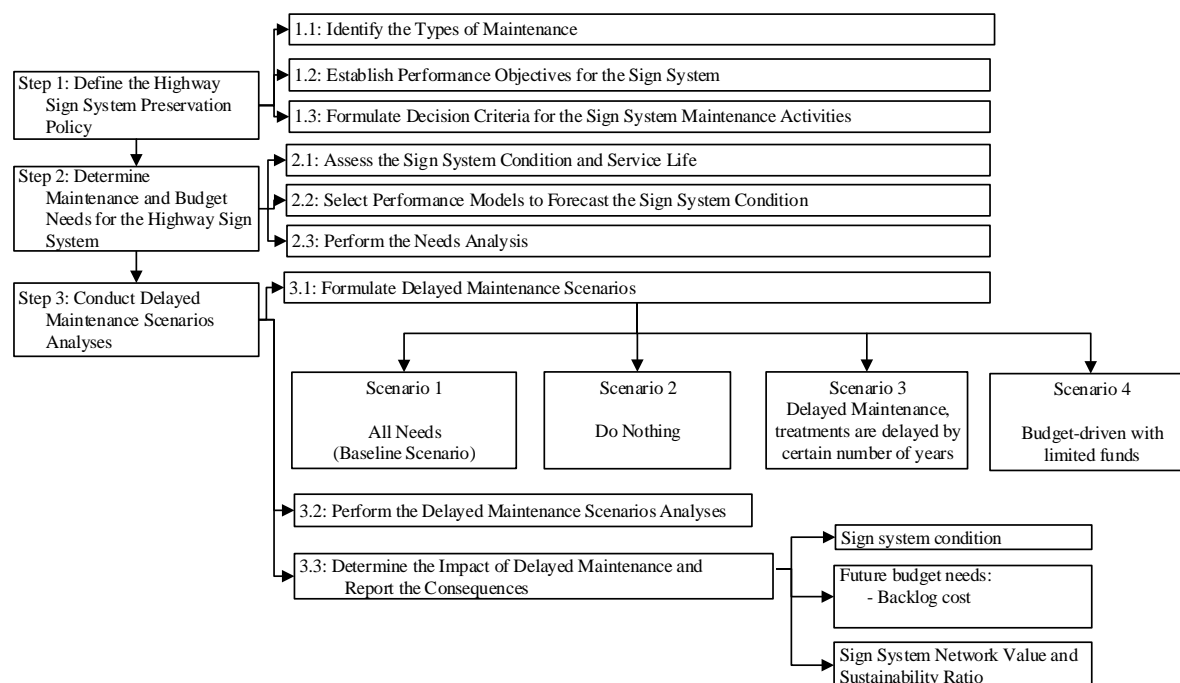 1.1: Identify the Types of Maintenance
Step 1: Define the Highway
Sign System Preservation
Policy
1.2: Establish Performance Objectives for the Sign System
1.3: Formulate Decision Criteria for the Sign System Maintenance Activities
Step 2: Determine
Maintenance and Budget
Needs for the Highway Sign
System
2.1: Assess the Sign System Condition and Service Life
2.2: Select Performance Models to Forecast the Sign System Condition
2.3: Perform the Needs Analysis
Step 3: Conduct Delayed
Maintenance Scenarios
Analyses
3.1: Formulate Delayed Maintenance Scenarios
Scenario 1
All Needs
(Baseline Scenario)
Scenario 2
Do Nothing
Scenario 3
Delayed Maintenance,
treatments are delayed by
certain number of years
Scenario 4
Budget-driven with
limited funds
3.2: Perform the Delayed Maintenance Scenarios Analyses
3.3: Determine the Impact of Delayed Maintenance and
Report the Consequences
Sign system condition
Future budget needs:
- Backlog cost
Sign System Network Value and
Sustainability Ratio